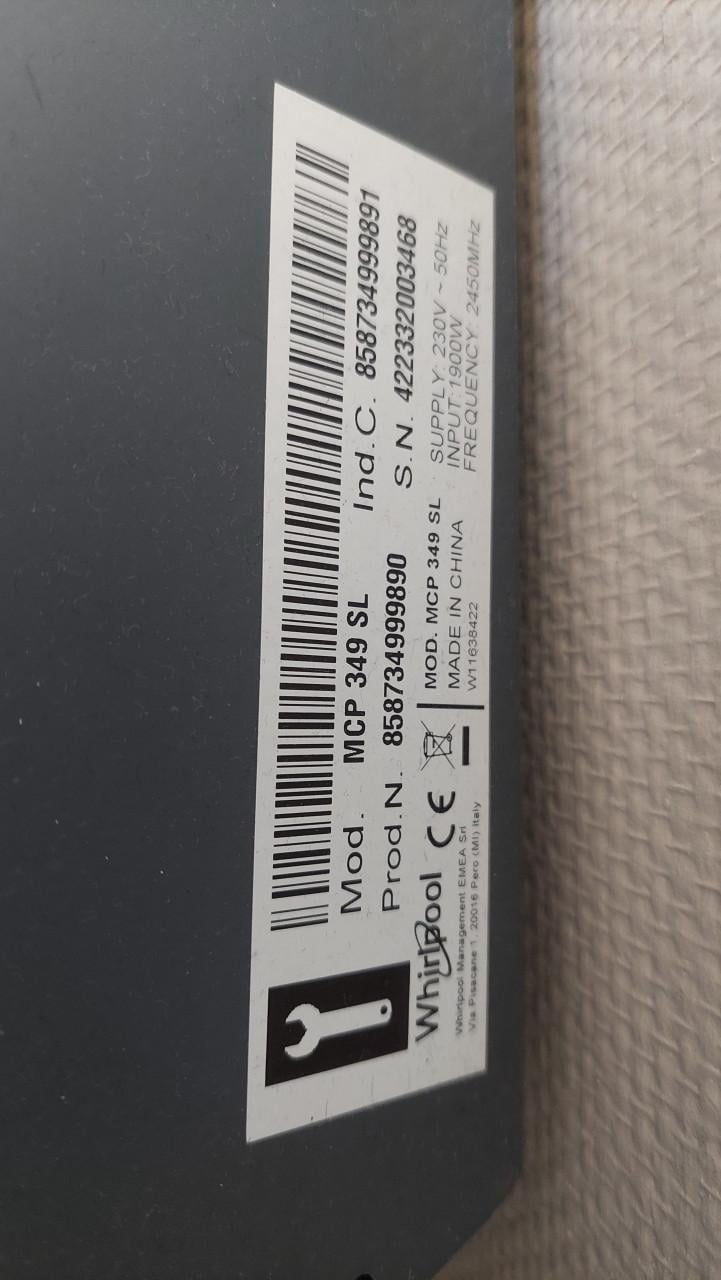 Mod. MCP 349 SL Ind.C. 858734999891
Prod.N. 858734999890 S.N. 422332003468
Whirlpool CE MOD. MCP 349 SL SUPPLY: 230V ~ 50HZ
MADE IN CHINA INPUT:1900W
W11638422 FREQUENCY: 2450MHz
Whirlpool Management EMEA Srl
Via Pisacane 1, 20016 Pero (MI) Italy